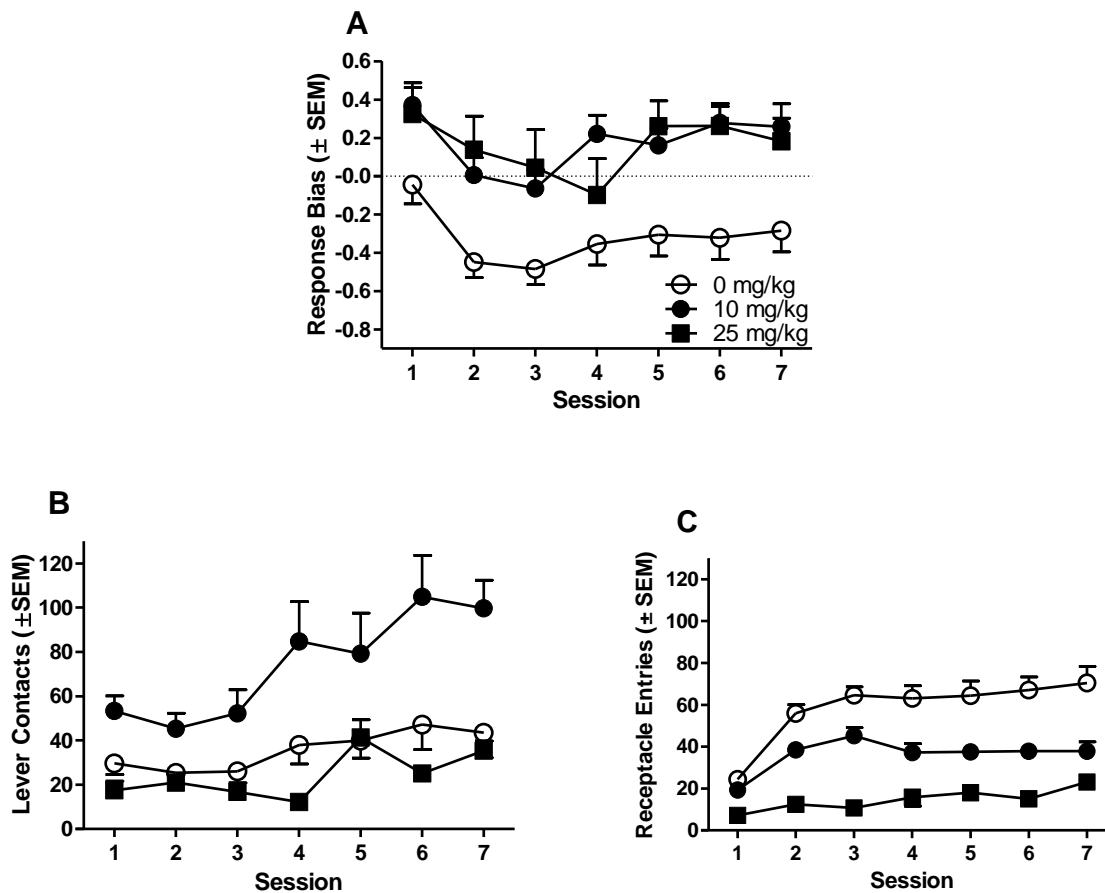 A
Response Bias (± SEM)
0.6
0.4
0.2
-0.0
-0.2
-0.4
-0.6
-0.8
0 mg/kg
10 mg/kg
25 mg/kg
1 2 3 4 5 6 7
Session
B
Lever Contacts (±SEM)
120
100
80
60
40
20
0
1 2 3 4 5 6 7
Session
C
Receptacle Entries (± SEM)
120
100
80
60
40
20
0
1 2 3 4 5 6 7
Session